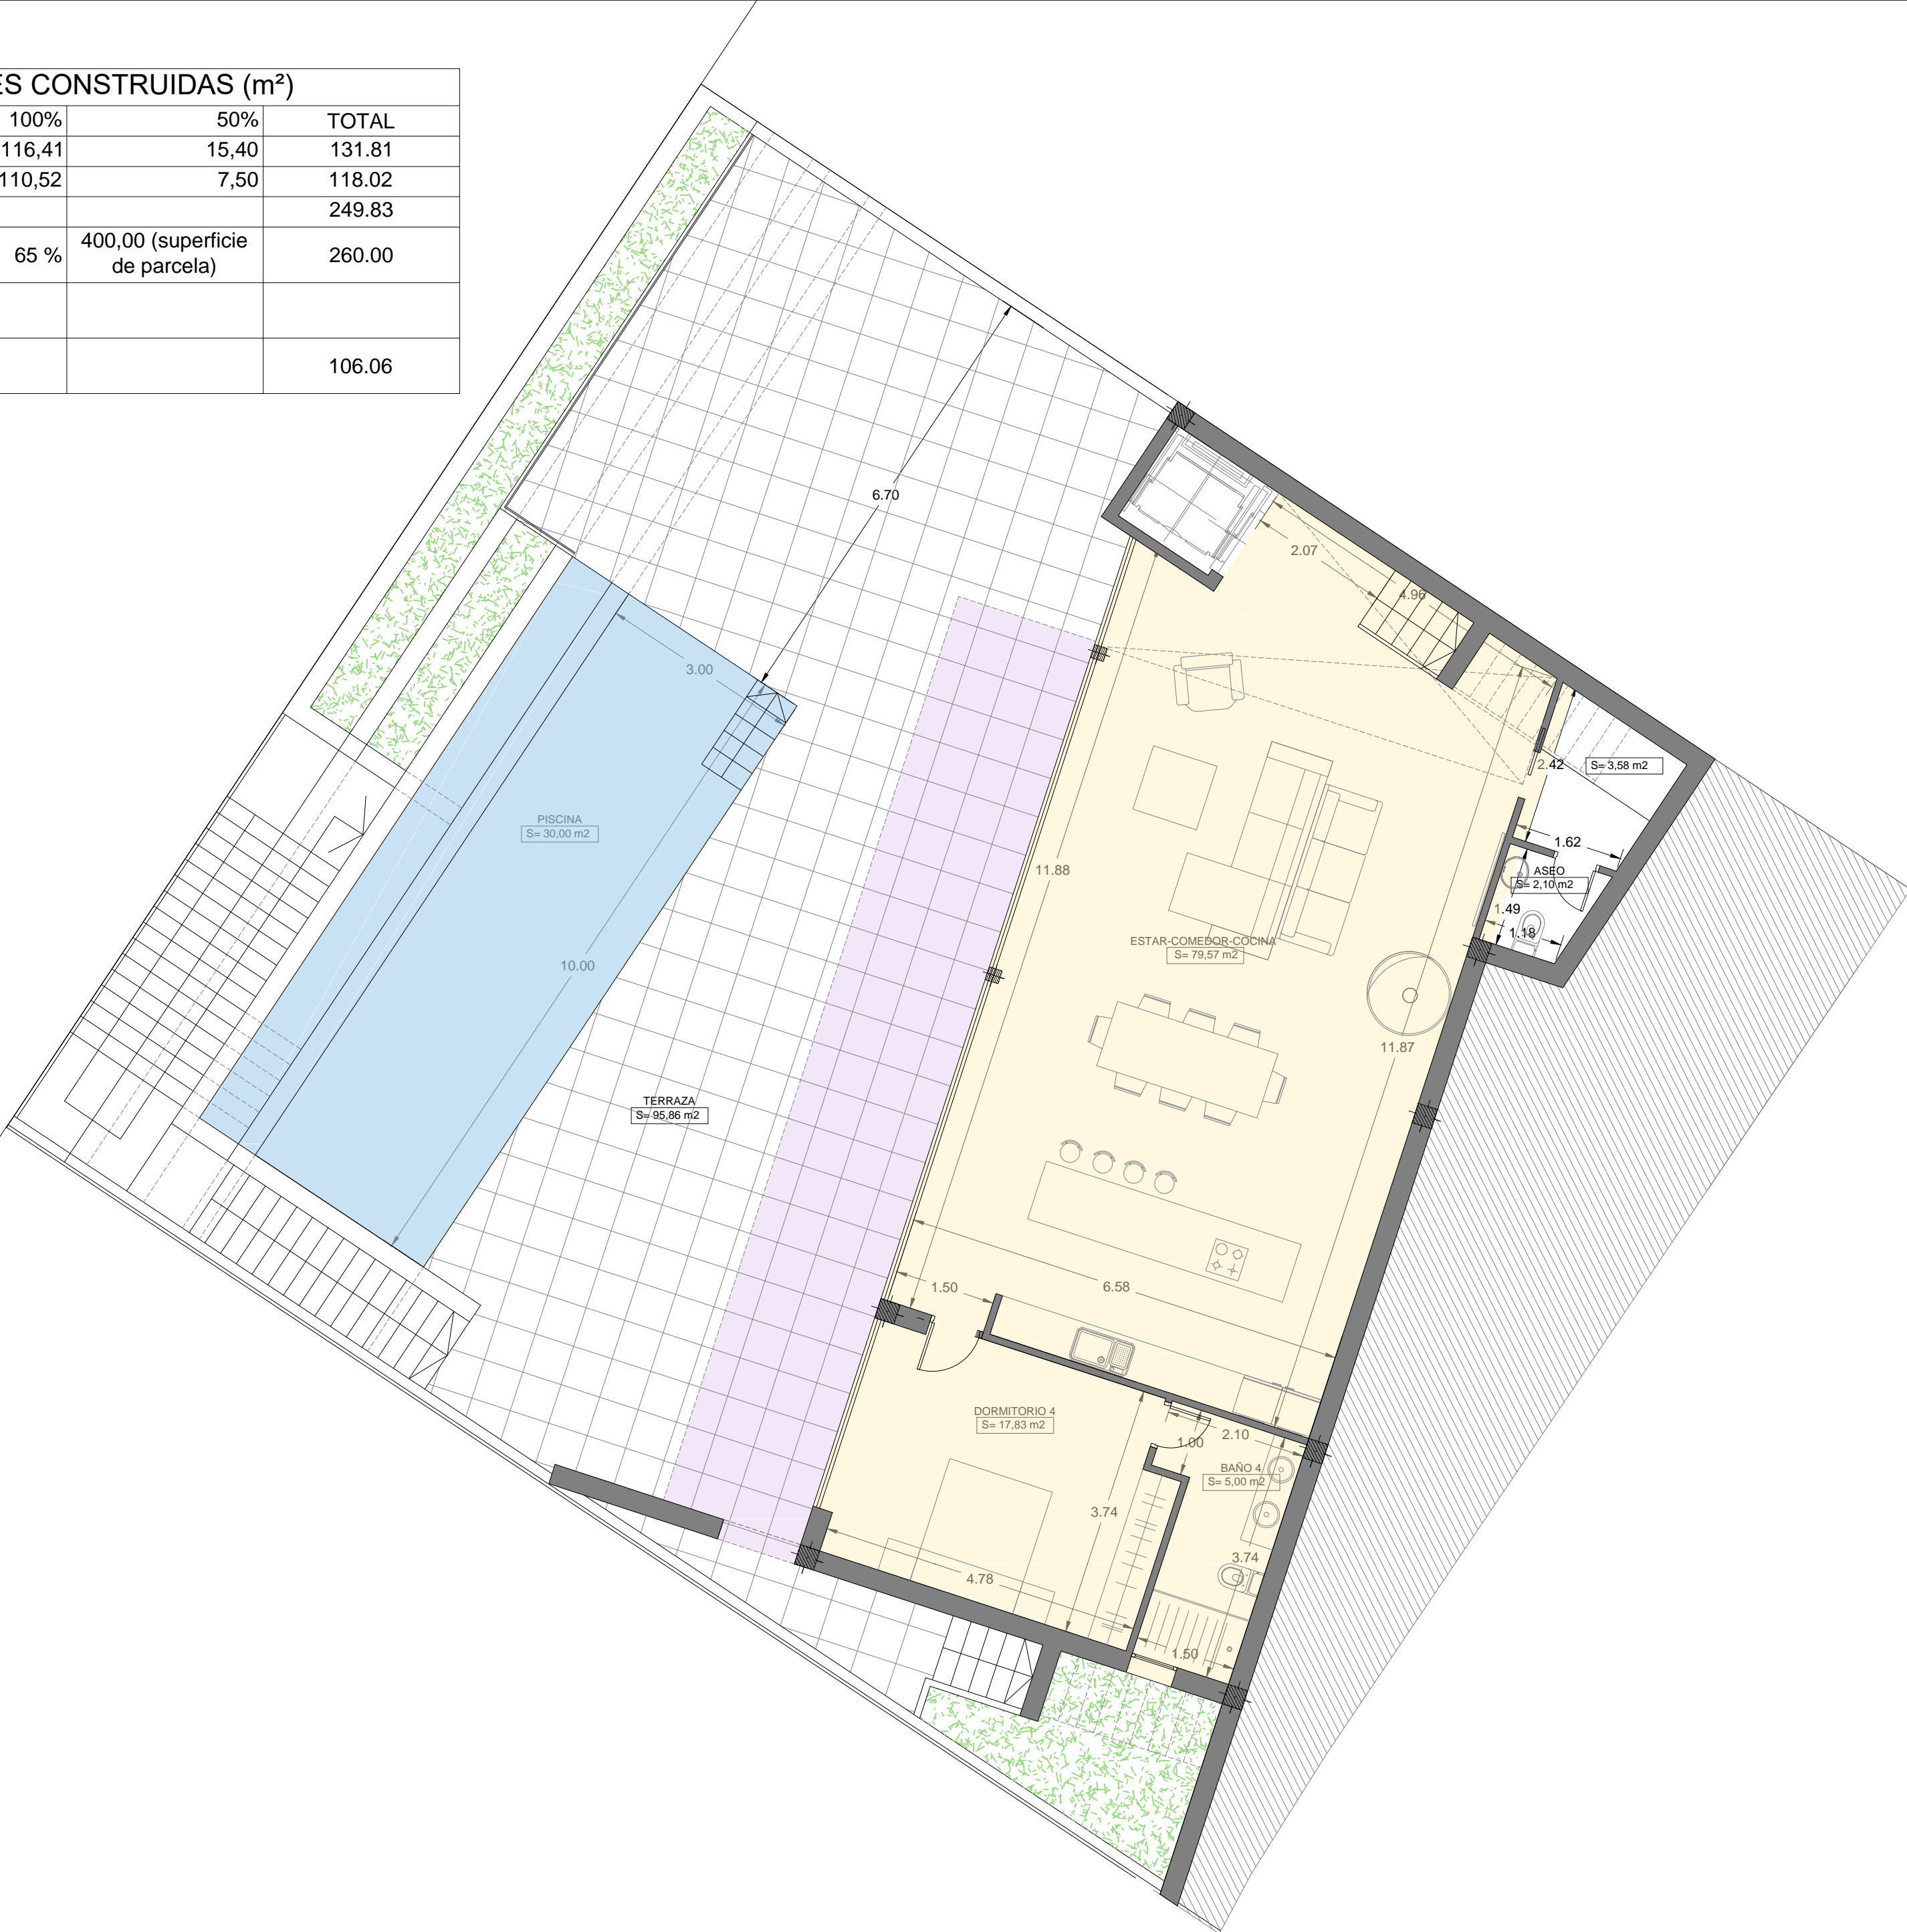 ES CONSTRUIDAS (m²)
100% 50% TOTAL
116,41 15,40 131.81
110,52 7,50 118.02
249.83
65 % 400,00 (superficie de parcela) 260.00
106.06
6.70
2.07
4.96
3.00
2.42
S= 3,58 m2
PISCINA
S= 30,00 m2
1.62
11.88
ASEO
S= 2,10 m2
1.49
1.18
ESTAR-COMEDOR-COCINA
S= 79,57 m2
10.00
11.87
TERRAZA
S= 95,86 m2
1.50
6.58
DORMITORIO 4
S= 17,83 m2
1.00
2.10
BAÑO 4
S= 5,00 m2
3.74
3.74
4.78
1.50